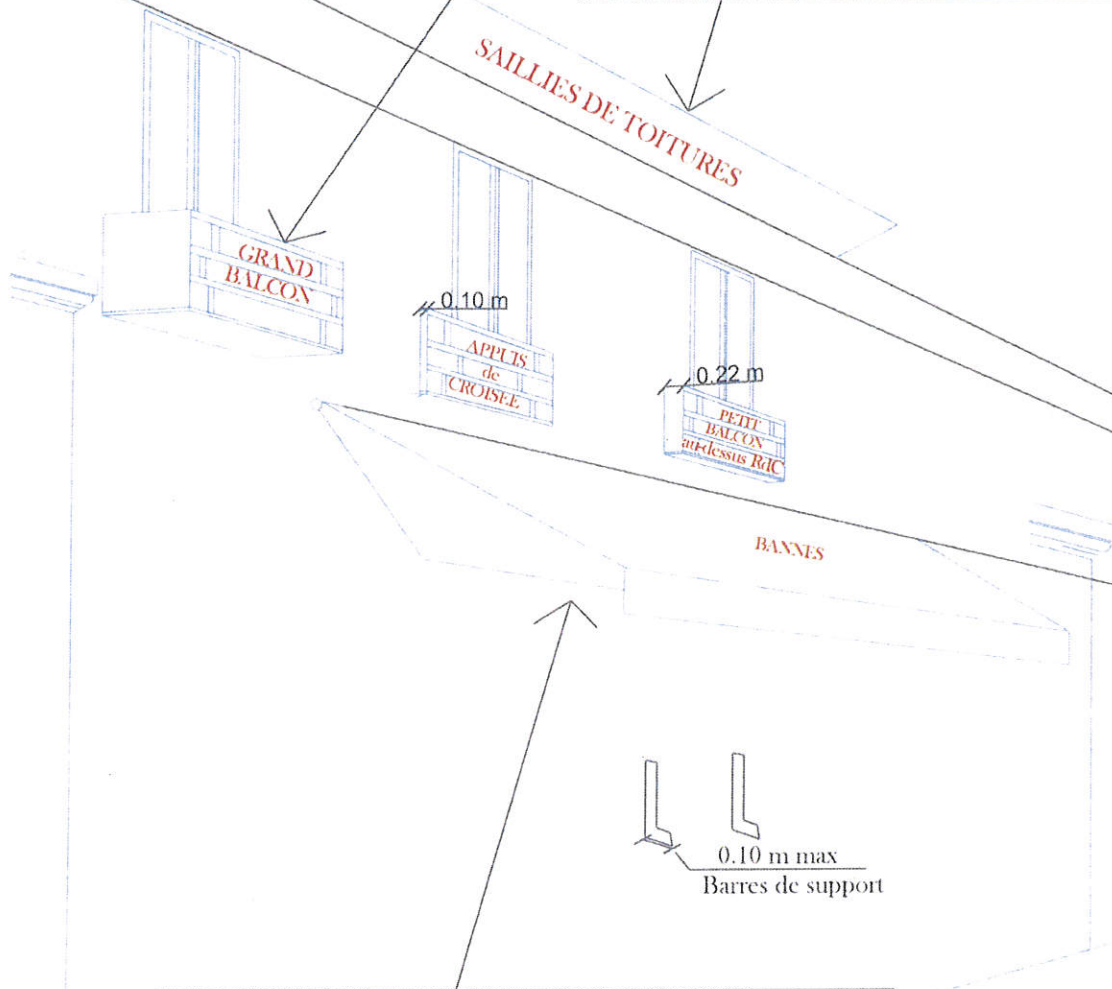 SAILLIES DE TOITURES
GRAND
BALCON
0.10 m
APPUIS
de
CROISEE
0.22 m
PETIT
BALCON
au-dessus RdC
BANNES
0.10 m max
Barres de support